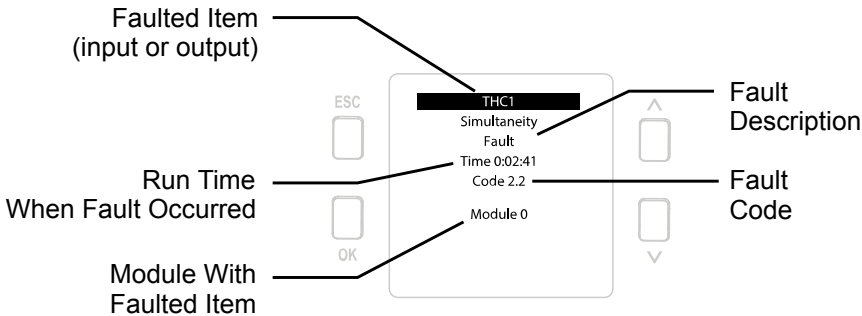 Faulted Item
(input or output)
ESC
THC1
Simultaneity
Fault
Time 0:02:41
Code 2.2
Module 0
Fault
Description
Run Time
When Fault Occurred
Fault
Code
OK
Module With
Faulted Item